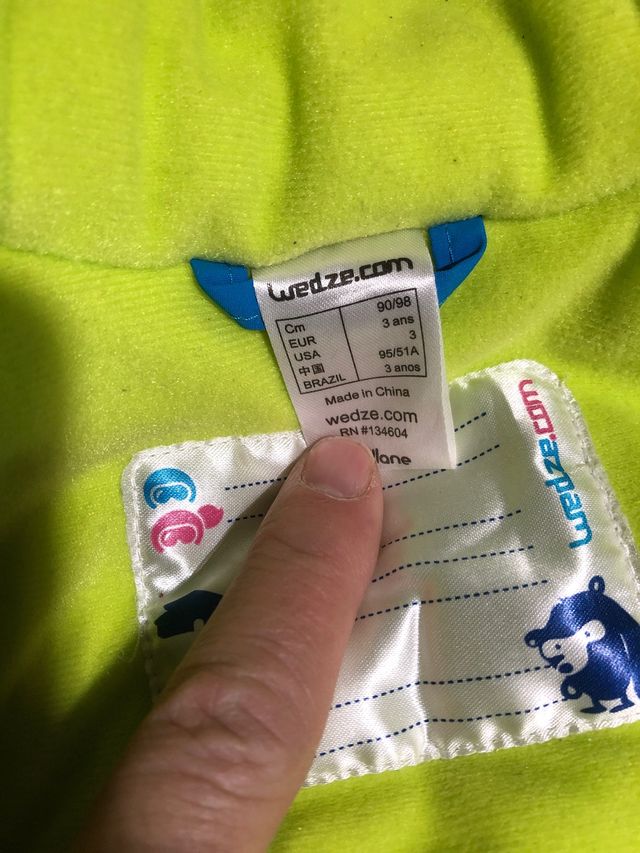 wedze.com
Cm 90/98
EUR 3 ans
USA 3
中国 95/51A
BRAZIL 3 anos
Made in China
wedze.com
RN #134604
wedze.com